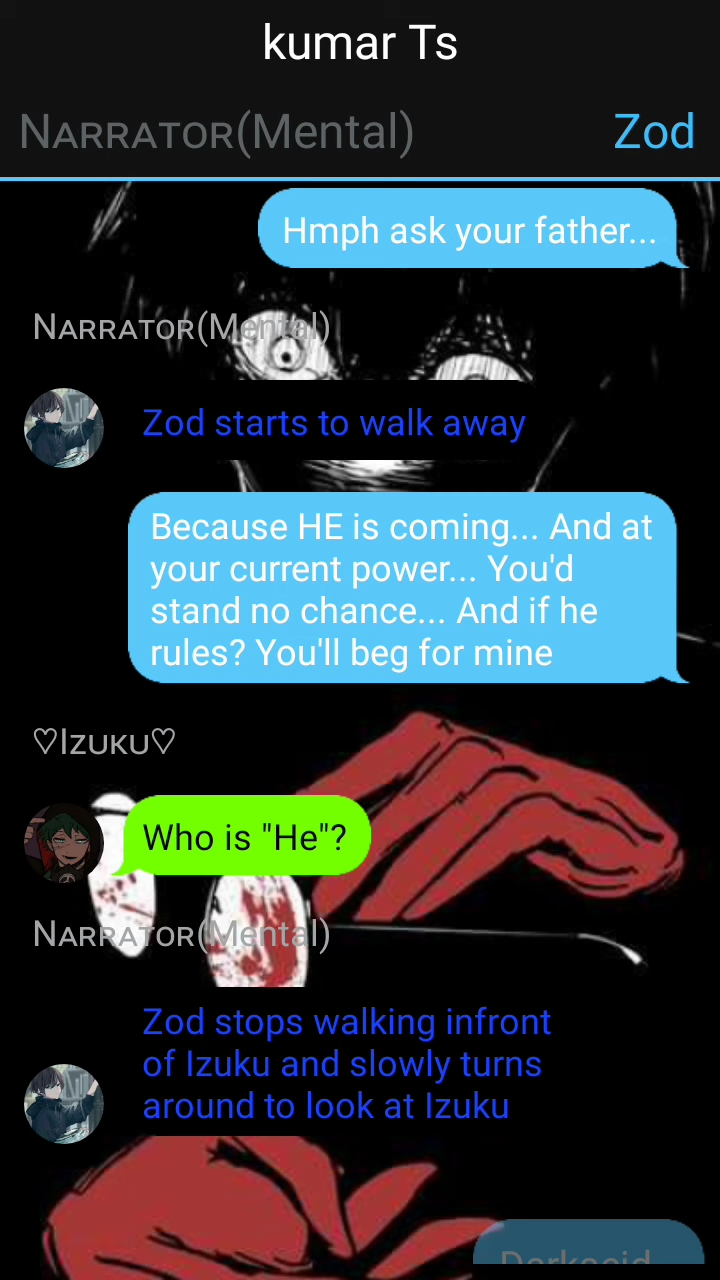 kumar Ts
Narrator(Mental)
Zod
Hmph ask your father...
Narrator(Mental)
Zod starts to walk away
Because HE is coming... And at
your current power... You'd
stand no chance... And if he
rules? You'll beg for mine
♡Izuku♡
Who is "He"?
Narrator(Mental)
Zod stops walking infront
of Izuku and slowly turns
around to look at Izuku
Darkseid